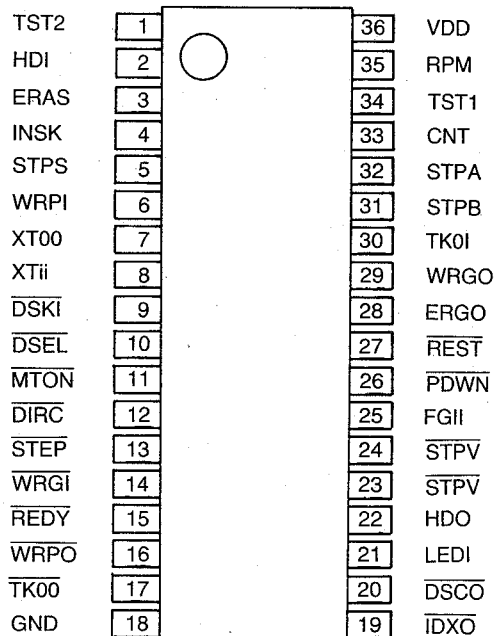 TST2 1 36 VDD
HDI 2 35 RPM
ERAS 3 34 TST1
INSK 4 33 CNT
STPS 5 32 STPA
WRPI 6 31 STPB
XT00 7 30 TK0I
XTii 8 29 WRGO
DSKI 9 28 ERGO
DSEL 10 27 REST
MTON 11 26 PDWN
DIRC 12 25 FGII
STEP 13 24 STPV
WRGI 14 23 STPV
REDY 15 22 HDO
WRPO 16 21 LEDI
TK00 17 20 DSCO
GND 18 19 IDXO